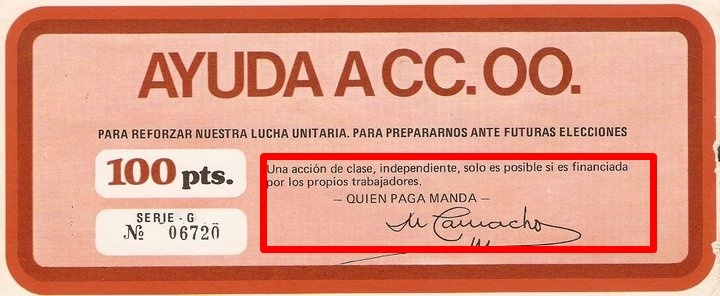 AYUDA A CC.OO.
PARA REFORZAR NUESTRA LUCHA UNITARIA. PARA PREPARARNOS ANTE FUTURAS ELECCIONES
100 pts.
SERIE - G
Nº 06720
Una acción de clase, independiente, solo es posible si es financiada
por los propios trabajadores.
— QUIEN PAGA MANDA —
M Camacho